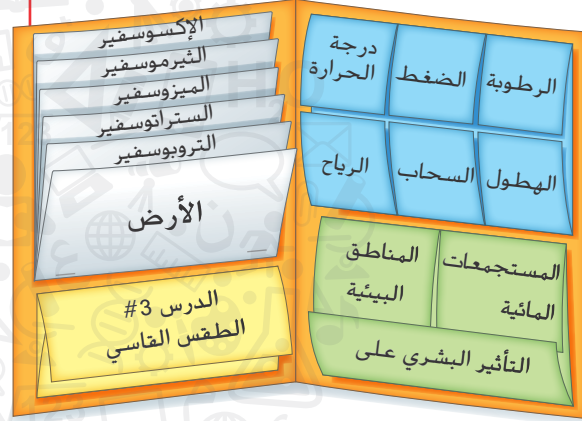 الرطوبة
الضغط
درجة
الحرارة
الهطول
السحاب
الرياح
المستجمعات
المائية
المناطق
البيئية
التأثير البشري على
الإكسوسفير
الثيرموسفير
الميزوسفير
الستراتوسفير
التروبوسفير
الأرض
الدرس 3#
الطقس القاسي